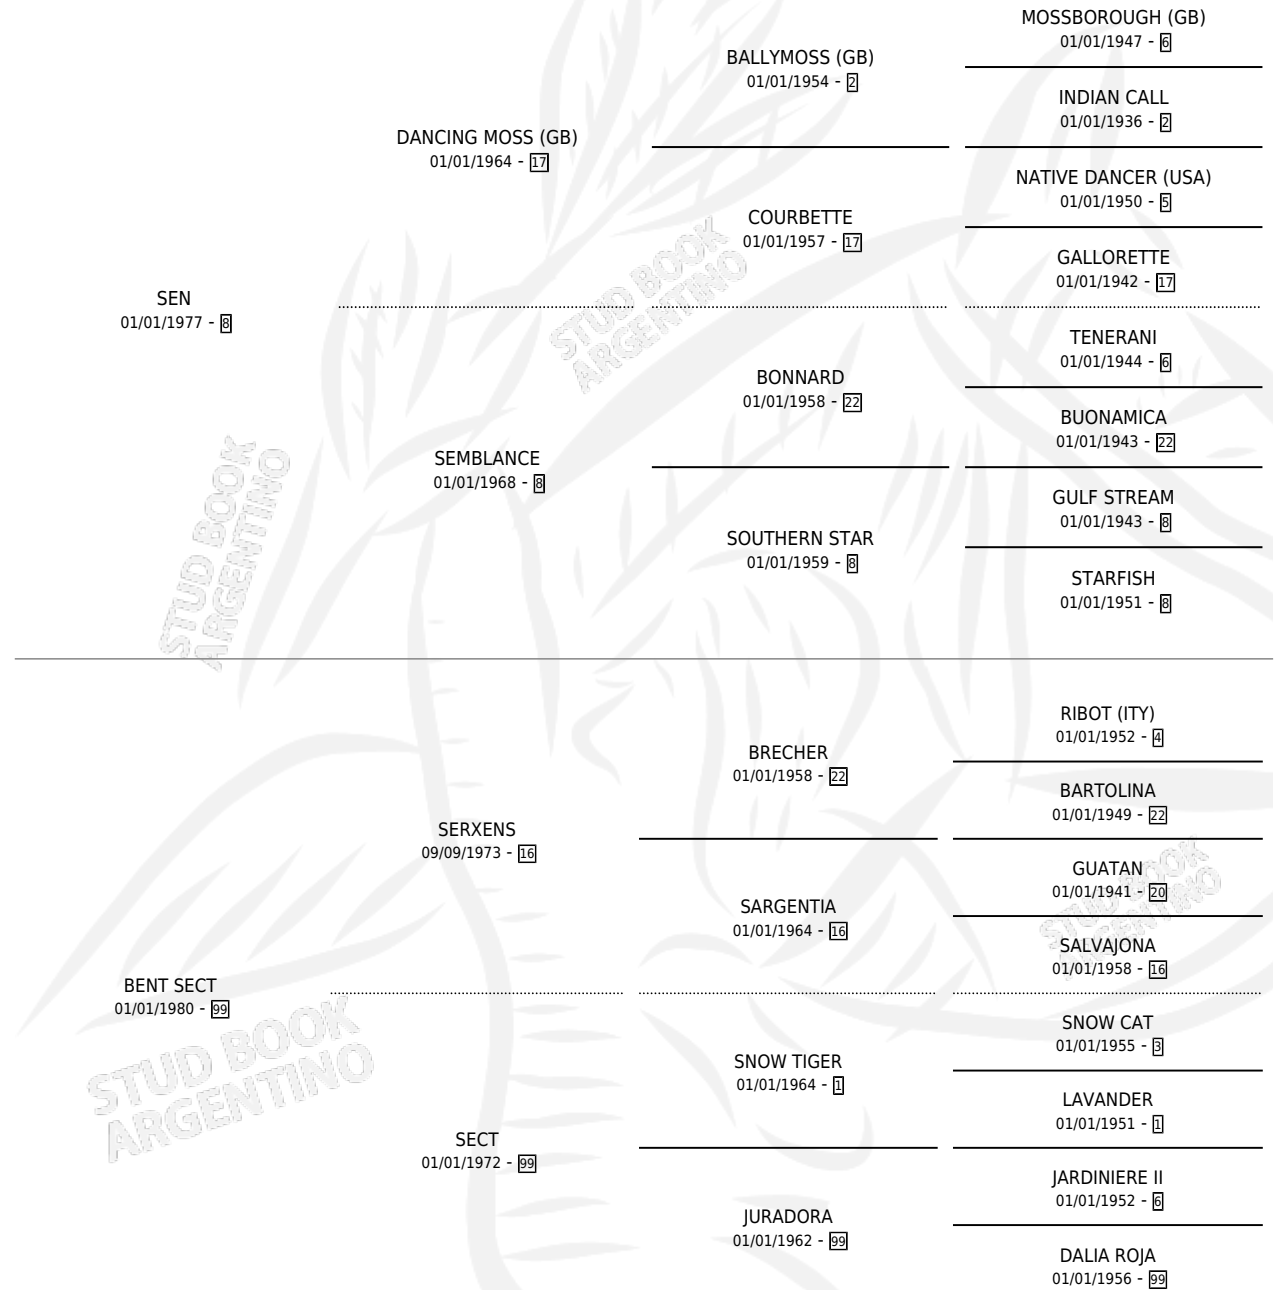 MOSSBOROUGH (GB)
01/01/1947 - 6
BALLYMOSS (GB)
01/01/1954 - 2
INDIAN CALL
01/01/1936 - 2
DANCING MOSS (GB)
01/01/1964 - 17
NATIVE DANCER (USA)
01/01/1950 - 5
COURBETTE
01/01/1957 - 17
GALLORETTE
01/01/1942 - 17
SEN
01/01/1977 - 8
TENERANI
01/01/1944 - 6
BONNARD
01/01/1958 - 22
BUONAMICA
01/01/1943 - 22
SEMBLANCE
01/01/1968 - 8
GULF STREAM
01/01/1943 - 8
SOUTHERN STAR
01/01/1959 - 8
STARFISH
01/01/1951 - 8
RIBOT (ITY)
01/01/1952 - 4
BRECHER
01/01/1958 - 22
BARTOLINA
01/01/1949 - 22
SERXENS
09/09/1973 - 16
GUATAN
01/01/1941 - 20
SARGENTIA
01/01/1964 - 16
SALVAJONA
01/01/1958 - 16
BENT SECT
01/01/1980 - 99
SNOW CAT
01/01/1955 - 3
SNOW TIGER
01/01/1964 - 1
LAVANDER
01/01/1951 - 1
SECT
01/01/1972 - 99
JARDINIERE II
01/01/1952 - 6
JURADORA
01/01/1962 - 99
DALIA ROJA
01/01/1956 - 99
STUD BOOK
ARGENTINO
STUD BOOK
ARGENTINO
STUD BOOK
ARGENTINO
STUD BOOK
ARGENTINO